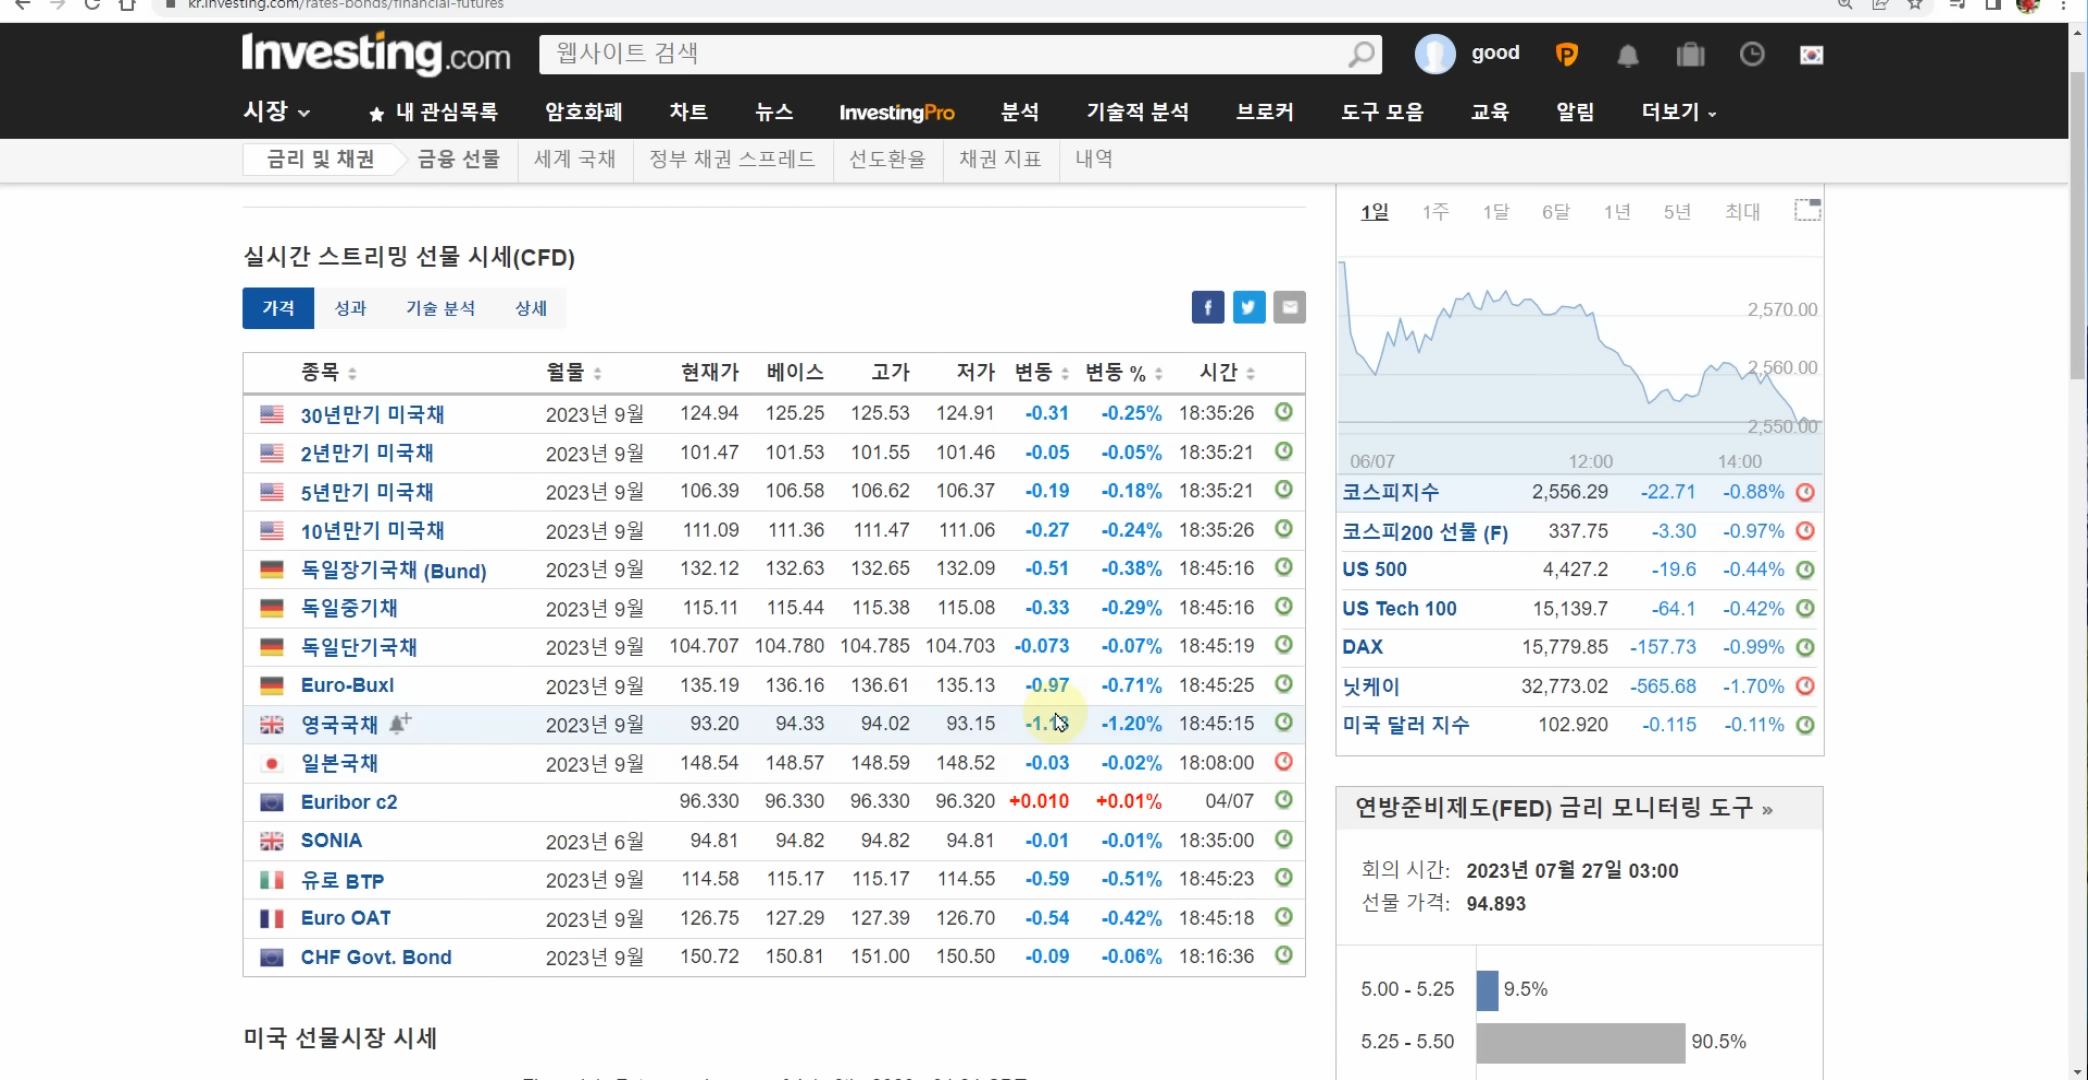 kr.investing.com/rates-bonds/financial-futures
Investing.com
웹사이트 검색
good
시장
내 관심목록
암호화폐
차트
뉴스
InvestingPro
분석
기술적 분석
브로커
도구 모음
교육
알림
더보기
금리 및 채권
금융 선물
세계 국채
정부 채권 스프레드
선도환율
채권 지표
내역
실시간 스트리밍 선물 시세(CFD)
가격 성과 기술 분석 상세
종목 월물 현재가 베이스 고가 저가 변동 변동 % 시간
30년만기 미국채 2023년 9월 124.94 125.25 125.53 124.91 -0.31 -0.25% 18:35:26
2년만기 미국채 2023년 9월 101.47 101.53 101.55 101.46 -0.05 -0.05% 18:35:21
5년만기 미국채 2023년 9월 106.39 106.58 106.62 106.37 -0.19 -0.18% 18:35:21
10년만기 미국채 2023년 9월 111.09 111.36 111.47 111.06 -0.27 -0.24% 18:35:26
독일장기국채 (Bund) 2023년 9월 132.12 132.63 132.65 132.09 -0.51 -0.38% 18:45:16
독일중기채 2023년 9월 115.11 115.44 115.38 115.08 -0.33 -0.29% 18:45:16
독일단기국채 2023년 9월 104.707 104.780 104.785 104.703 -0.073 -0.07% 18:45:19
Euro-Buxl 2023년 9월 135.19 136.16 136.61 135.13 -0.97 -0.71% 18:45:25
영국국채 2023년 9월 93.20 94.33 94.02 93.15 -1.13 -1.20% 18:45:15
일본국채 2023년 9월 148.54 148.57 148.59 148.52 -0.03 -0.02% 18:08:00
Euribor c2 96.330 96.330 96.330 96.320 +0.010 +0.01% 04/07
SONIA 2023년 6월 94.81 94.82 94.82 94.81 -0.01 -0.01% 18:35:00
유로 BTP 2023년 9월 114.58 115.17 115.17 114.55 -0.59 -0.51% 18:45:23
Euro OAT 2023년 9월 126.75 127.29 127.39 126.70 -0.54 -0.42% 18:45:18
CHF Govt. Bond 2023년 9월 150.72 150.81 151.00 150.50 -0.09 -0.06% 18:16:36
미국 선물시장 시세
1일 1주 1달 6달 1년 5년 최대
2,570.00
2,560.00
2,550.00
06/07 12:00 14:00
코스피지수 2,556.29 -22.71 -0.88%
코스피200 선물 (F) 337.75 -3.30 -0.97%
US 500 4,427.2 -19.6 -0.44%
US Tech 100 15,139.7 -64.1 -0.42%
DAX 15,779.85 -157.73 -0.99%
닛케이 32,773.02 -565.68 -1.70%
미국 달러 지수 102.920 -0.115 -0.11%
연방준비제도(FED) 금리 모니터링 도구 »
회의 시간: 2023년 07월 27일 03:00
선물 가격: 94.893
5.00 - 5.25 9.5%
5.25 - 5.50 90.5%